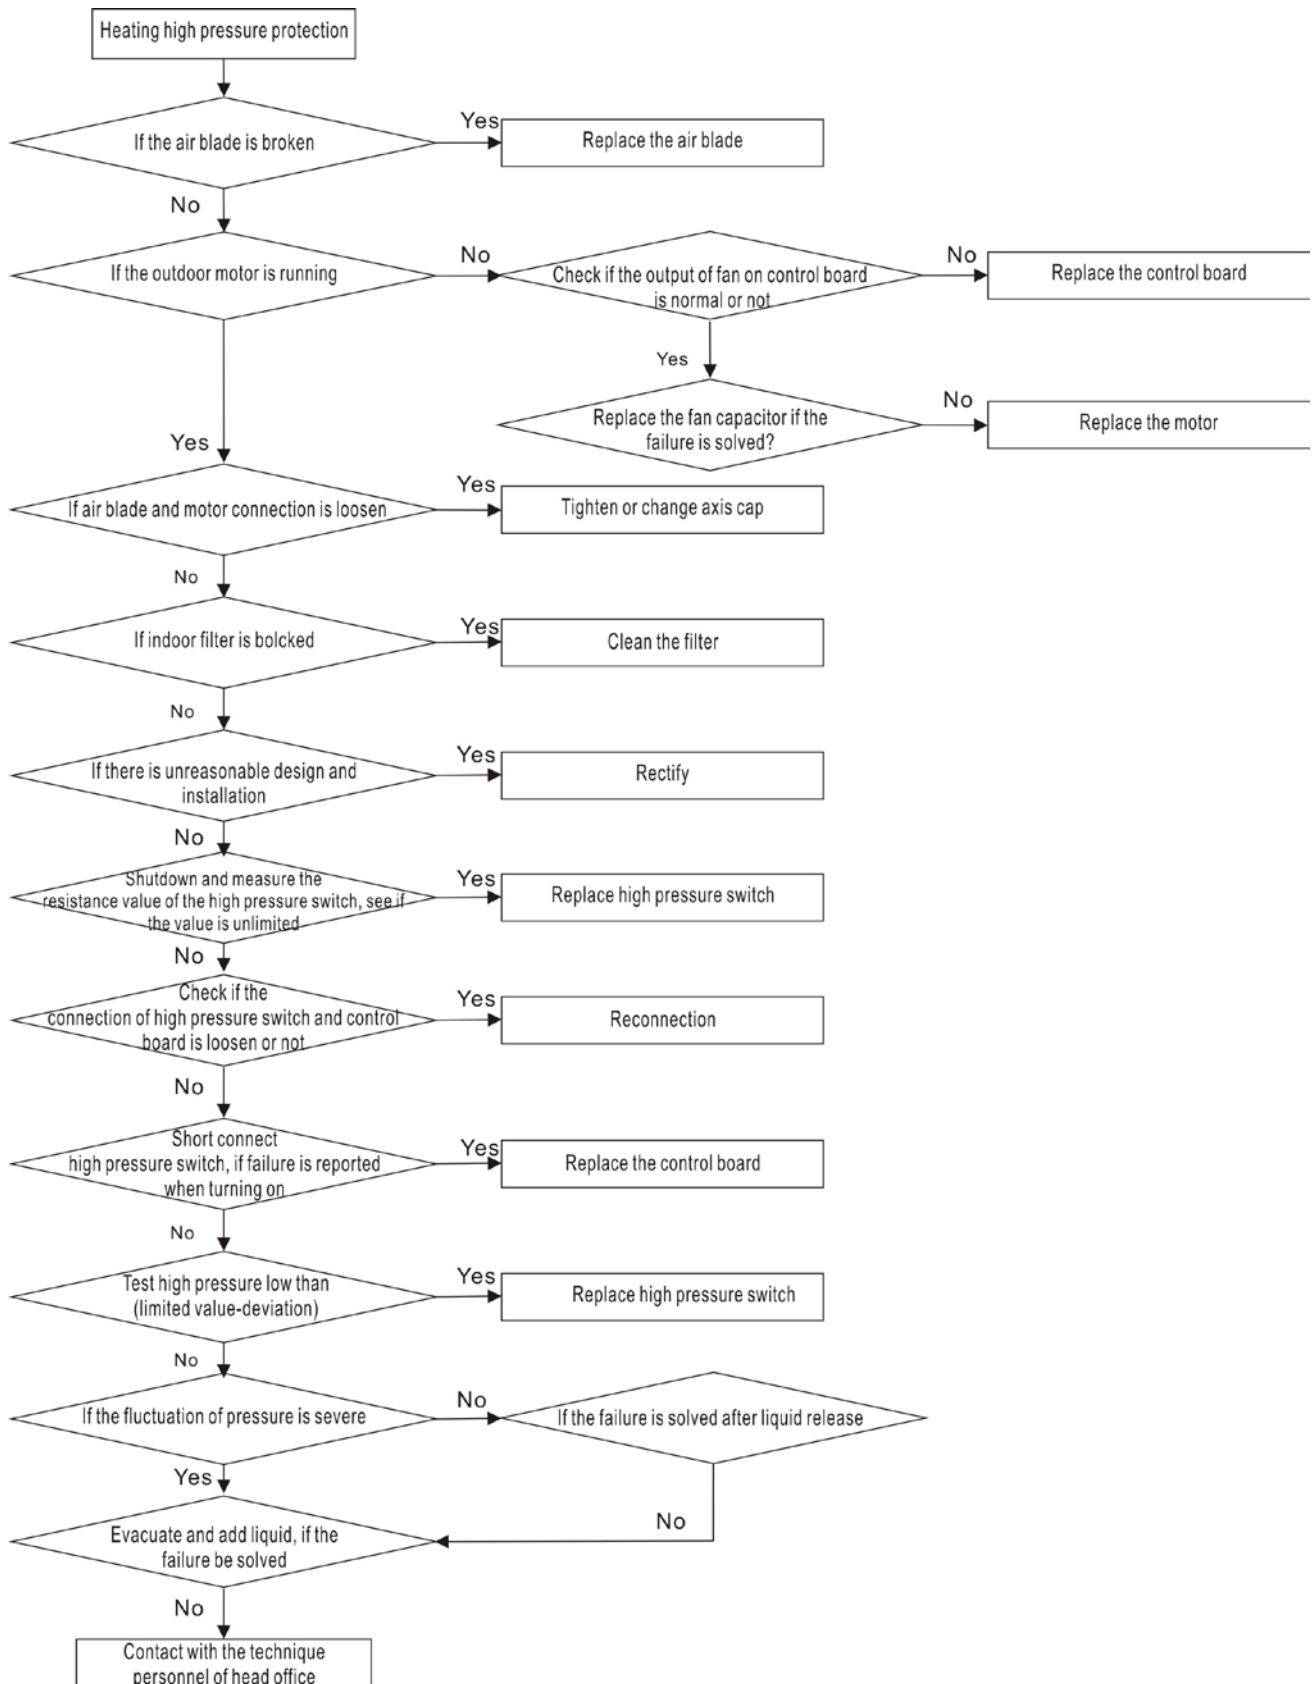 Heating high pressure protection
If the air blade is broken
Yes
Replace the air blade
No
If the outdoor motor is running
No
Check if the output of fan on control board
is normal or not
No
Replace the control board
Yes
Replace the fan capacitor if the
failure is solved?
No
Replace the motor
Yes
If air blade and motor connection is loosen
Yes
Tighten or change axis cap
No
If indoor filter is bolcked
Yes
Clean the filter
No
If there is unreasonable design and
installation
Yes
Rectify
No
Shutdown and measure the
resistance value of the high pressure switch, see if
the value is unlimited
Yes
Replace high pressure switch
No
Check if the
connection of high pressure switch and control
board is loosen or not
Yes
Reconnection
No
Short connect
high pressure switch, if failure is reported
when turning on
Yes
Replace the control board
No
Test high pressure low than
(limited value-deviation)
Yes
Replace high pressure switch
No
If the fluctuation of pressure is severe
No
If the failure is solved after liquid release
Yes
No
Evacuate and add liquid, if the
failure be solved
No
Contact with the technique
personnel of head office